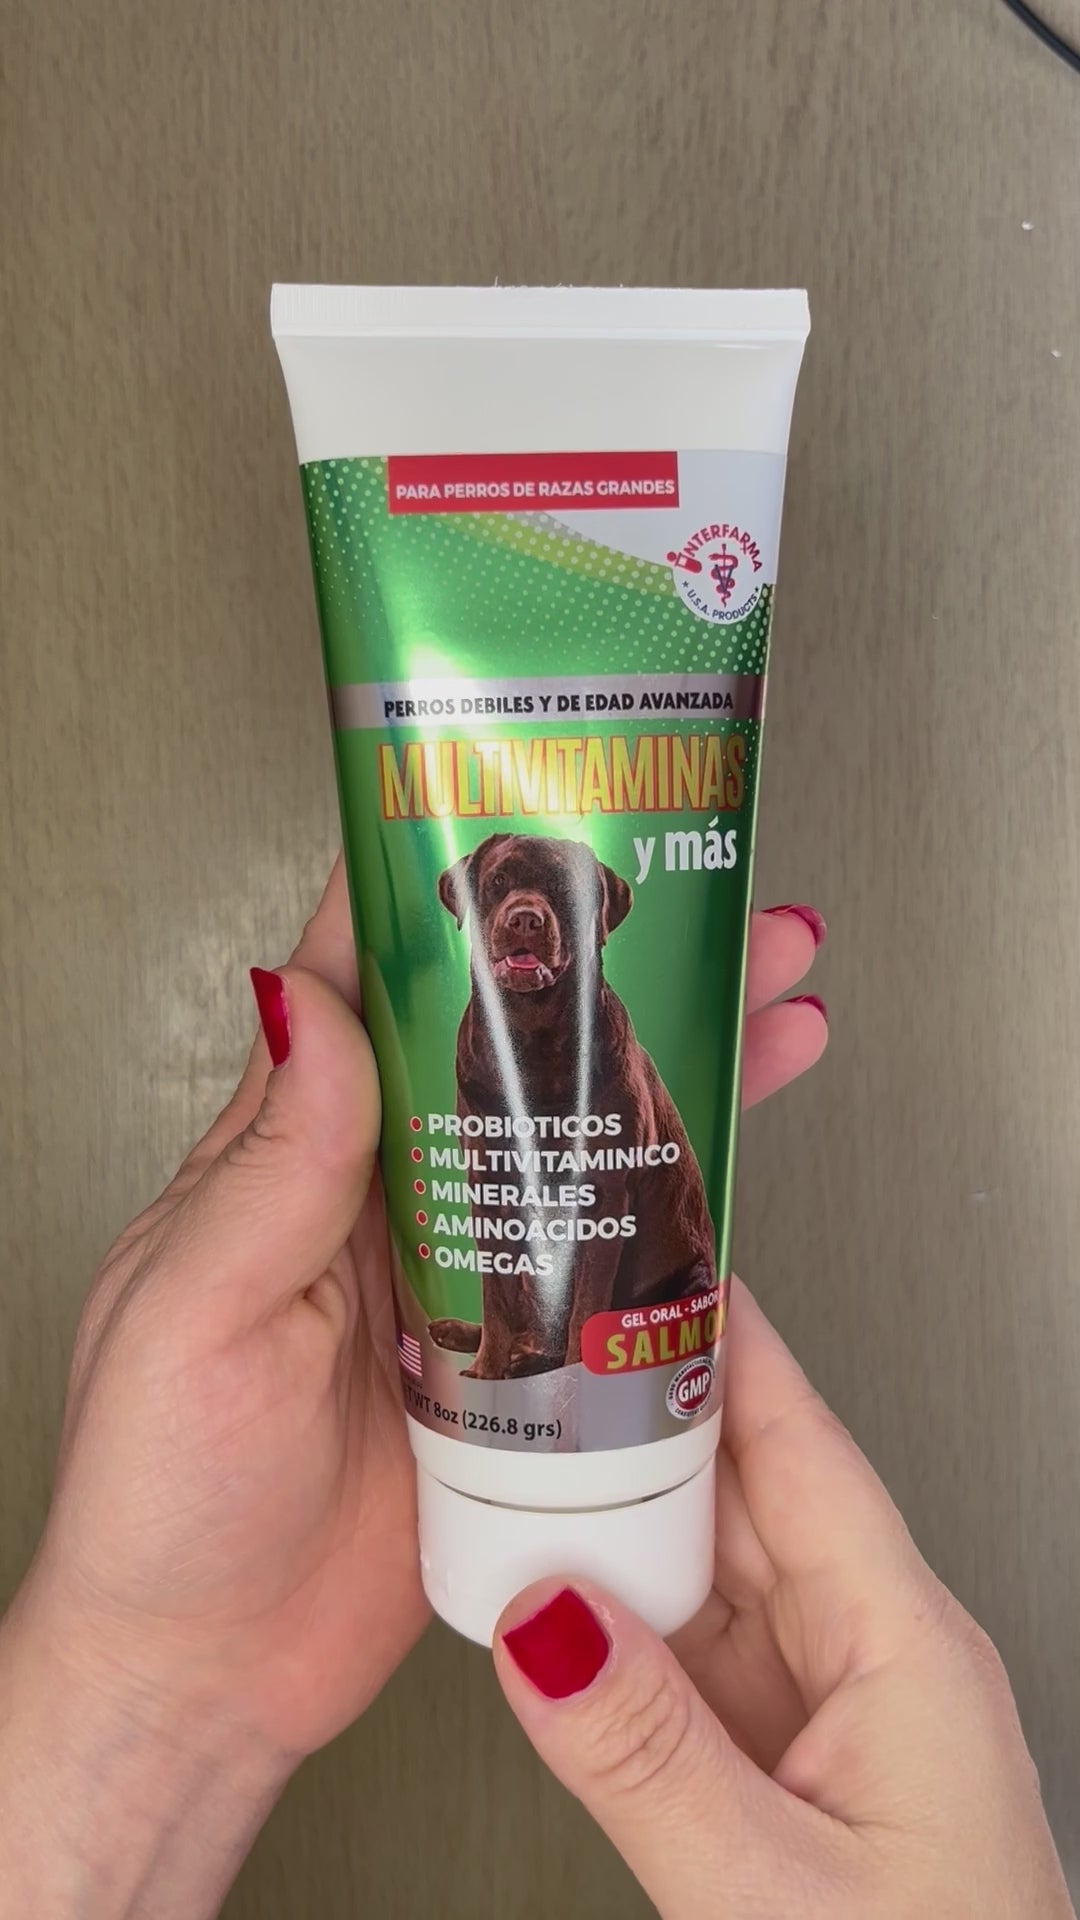 PARA PERROS DE RAZAS GRANDES
INTERFARMA
U.S.A. PRODUCTS
PERROS DEBILES Y DE EDAD AVANZADA
MULTIVITAMINAS
y más
PROBIOTICOS
MULTIVITAMINICO
MINERALES
AMINOACIDOS
OMEGAS
GEL ORAL - SABOR
SALMON
GMP
TWT 8oz (226.8 grs)